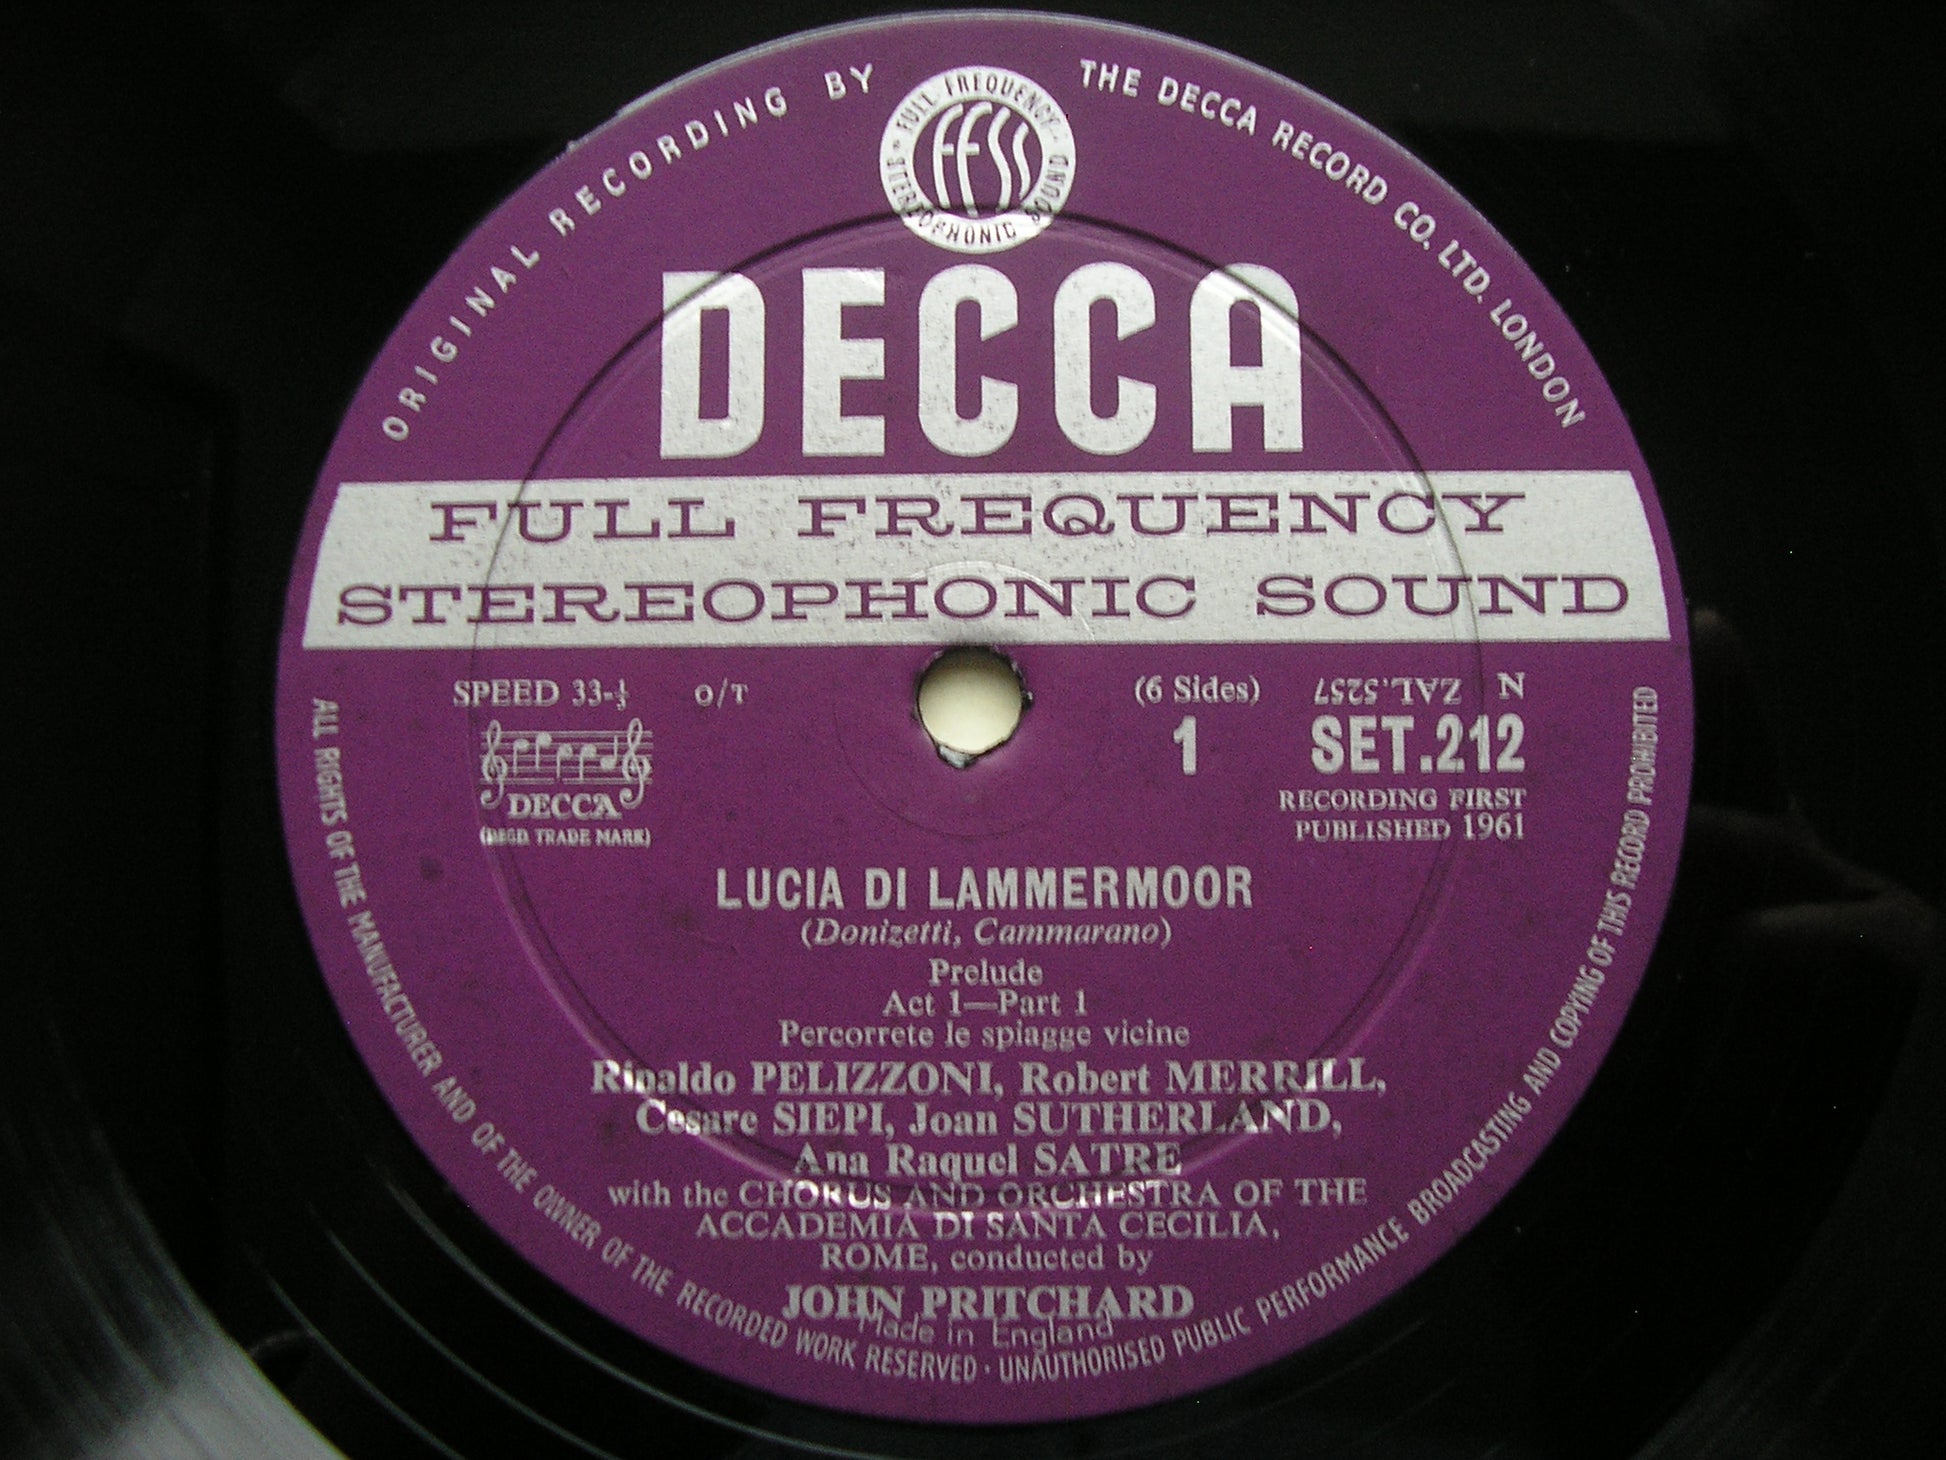 ORIGINAL RECORDING BY THE DECCA RECORD CO. LTD. LONDON
FULL FREQUENCY STEREOPHONIC SOUND
FFSS
DECCA
FULL FREQUENCY
STEREOPHONIC SOUND
SPEED 33-⅓ O/T (6 Sides) ZAL.5257 N
1 SET.212
DECCA
(REGD. TRADE MARK)
RECORDING FIRST
PUBLISHED 1961
LUCIA DI LAMMERMOOR
(Donizetti, Cammarano)
Prelude
Act 1—Part 1
Percorrete le spiagge vicine
Rinaldo PELIZZONI, Robert MERRILL,
Cesare SIEPI, Joan SUTHERLAND,
Ana Raquel SATRE
with the CHORUS AND ORCHESTRA OF THE
ACCADEMIA DI SANTA CECILIA,
ROME, conducted by
JOHN PRITCHARD
Made in England
ALL RIGHTS OF THE MANUFACTURER AND OF THE OWNER OF THE RECORDED WORK RESERVED · UNAUTHORISED PUBLIC PERFORMANCE BROADCASTING AND COPYING OF THIS RECORD PROHIBITED